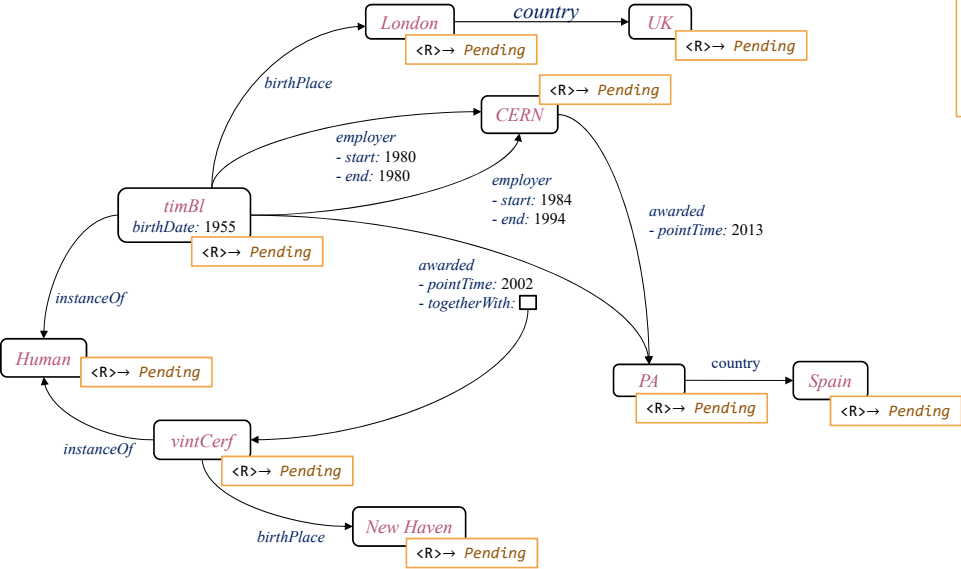 London
country
UK
<R>→ Pending
<R>→ Pending
birthPlace
<R>→ Pending
CERN
employer
- start: 1980
- end: 1980
employer
- start: 1984
- end: 1994
timBl
birthDate: 1955
<R>→ Pending
awarded
- pointTime: 2013
awarded
- pointTime: 2002
- togetherWith:
instanceOf
Human
<R>→ Pending
PA
country
Spain
<R>→ Pending
<R>→ Pending
instanceOf
vintCerf
<R>→ Pending
birthPlace
New Haven
<R>→ Pending